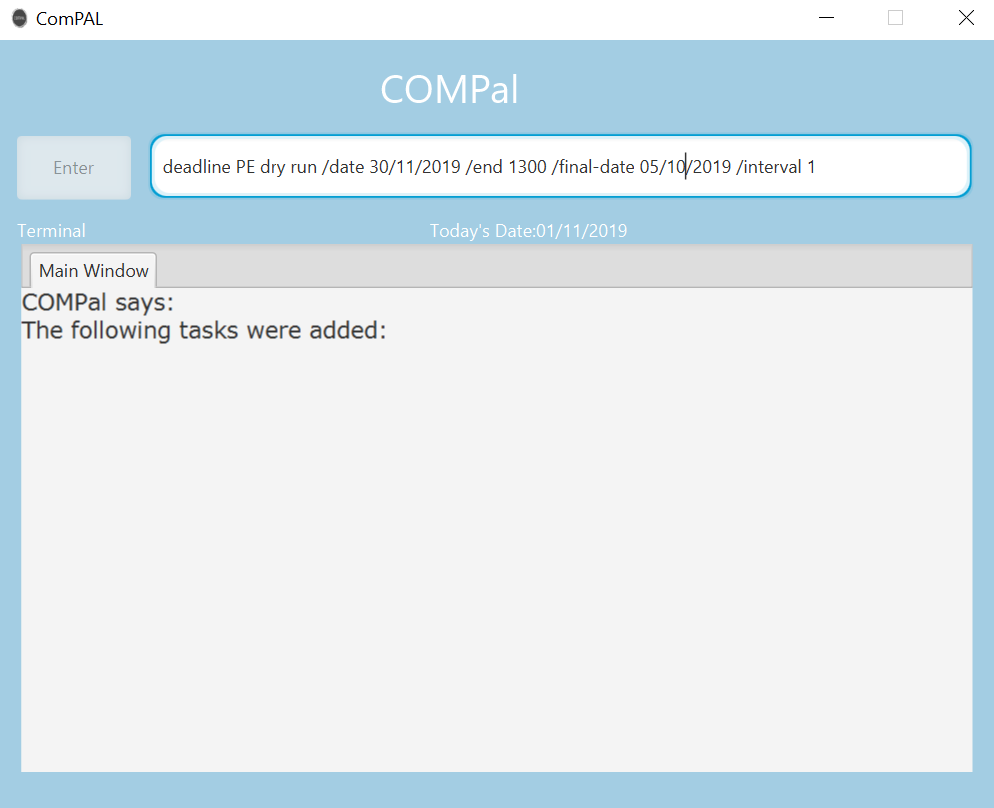 ComPAL
COMPal
Enter
deadline PE dry run /date 30/11/2019 /end 1300 /final-date 05/10/2019 /interval 1
Terminal
Today's Date:01/11/2019
Main Window
COMPal says:
The following tasks were added: